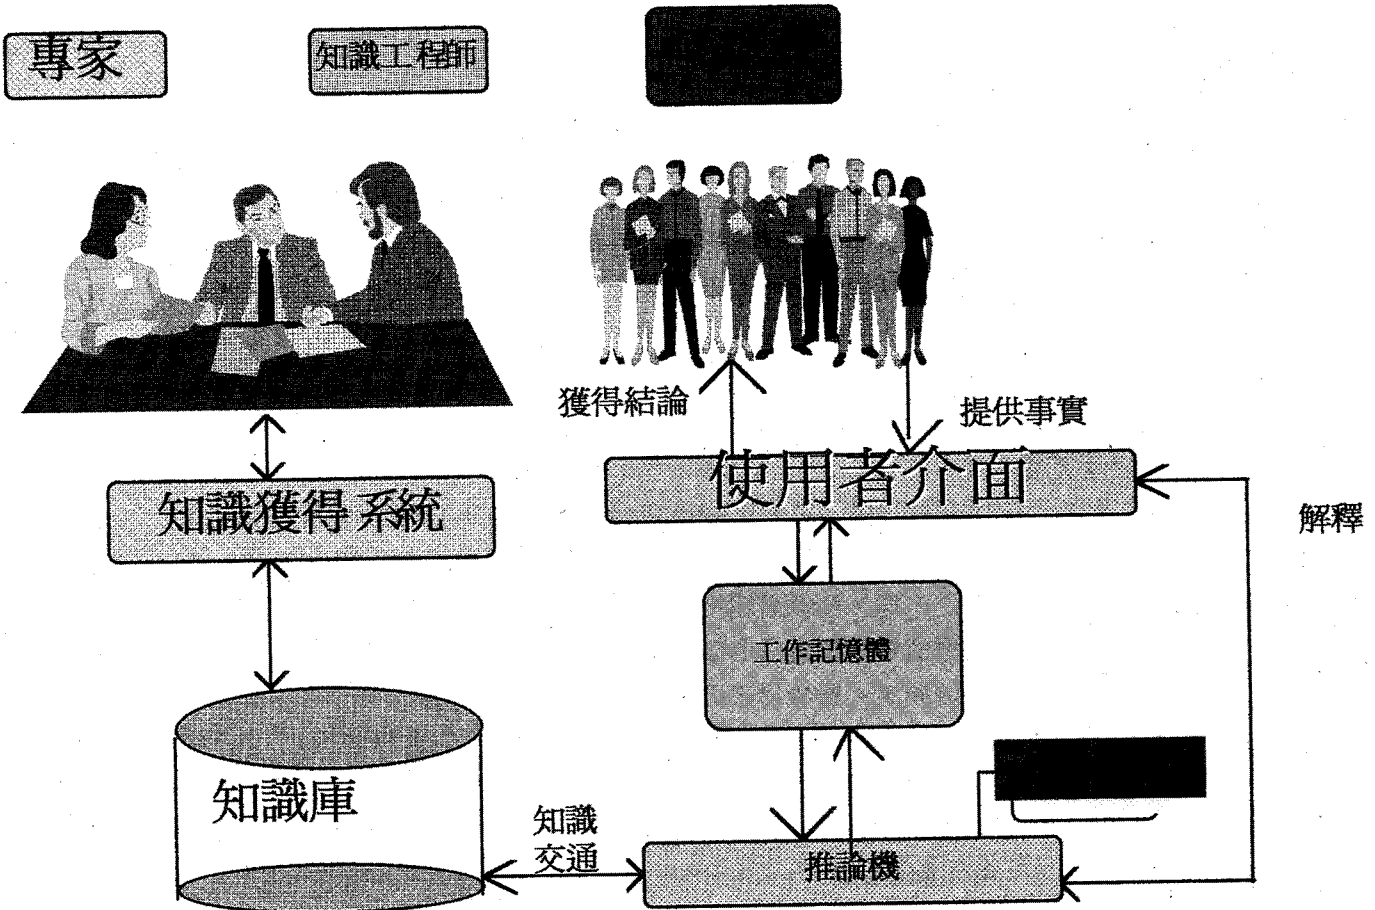 專家
知識工程師
獲得結論
提供事實
使用者介面
知識獲得系統
解釋
工作記憶體
知識庫
知識
交通
推論機